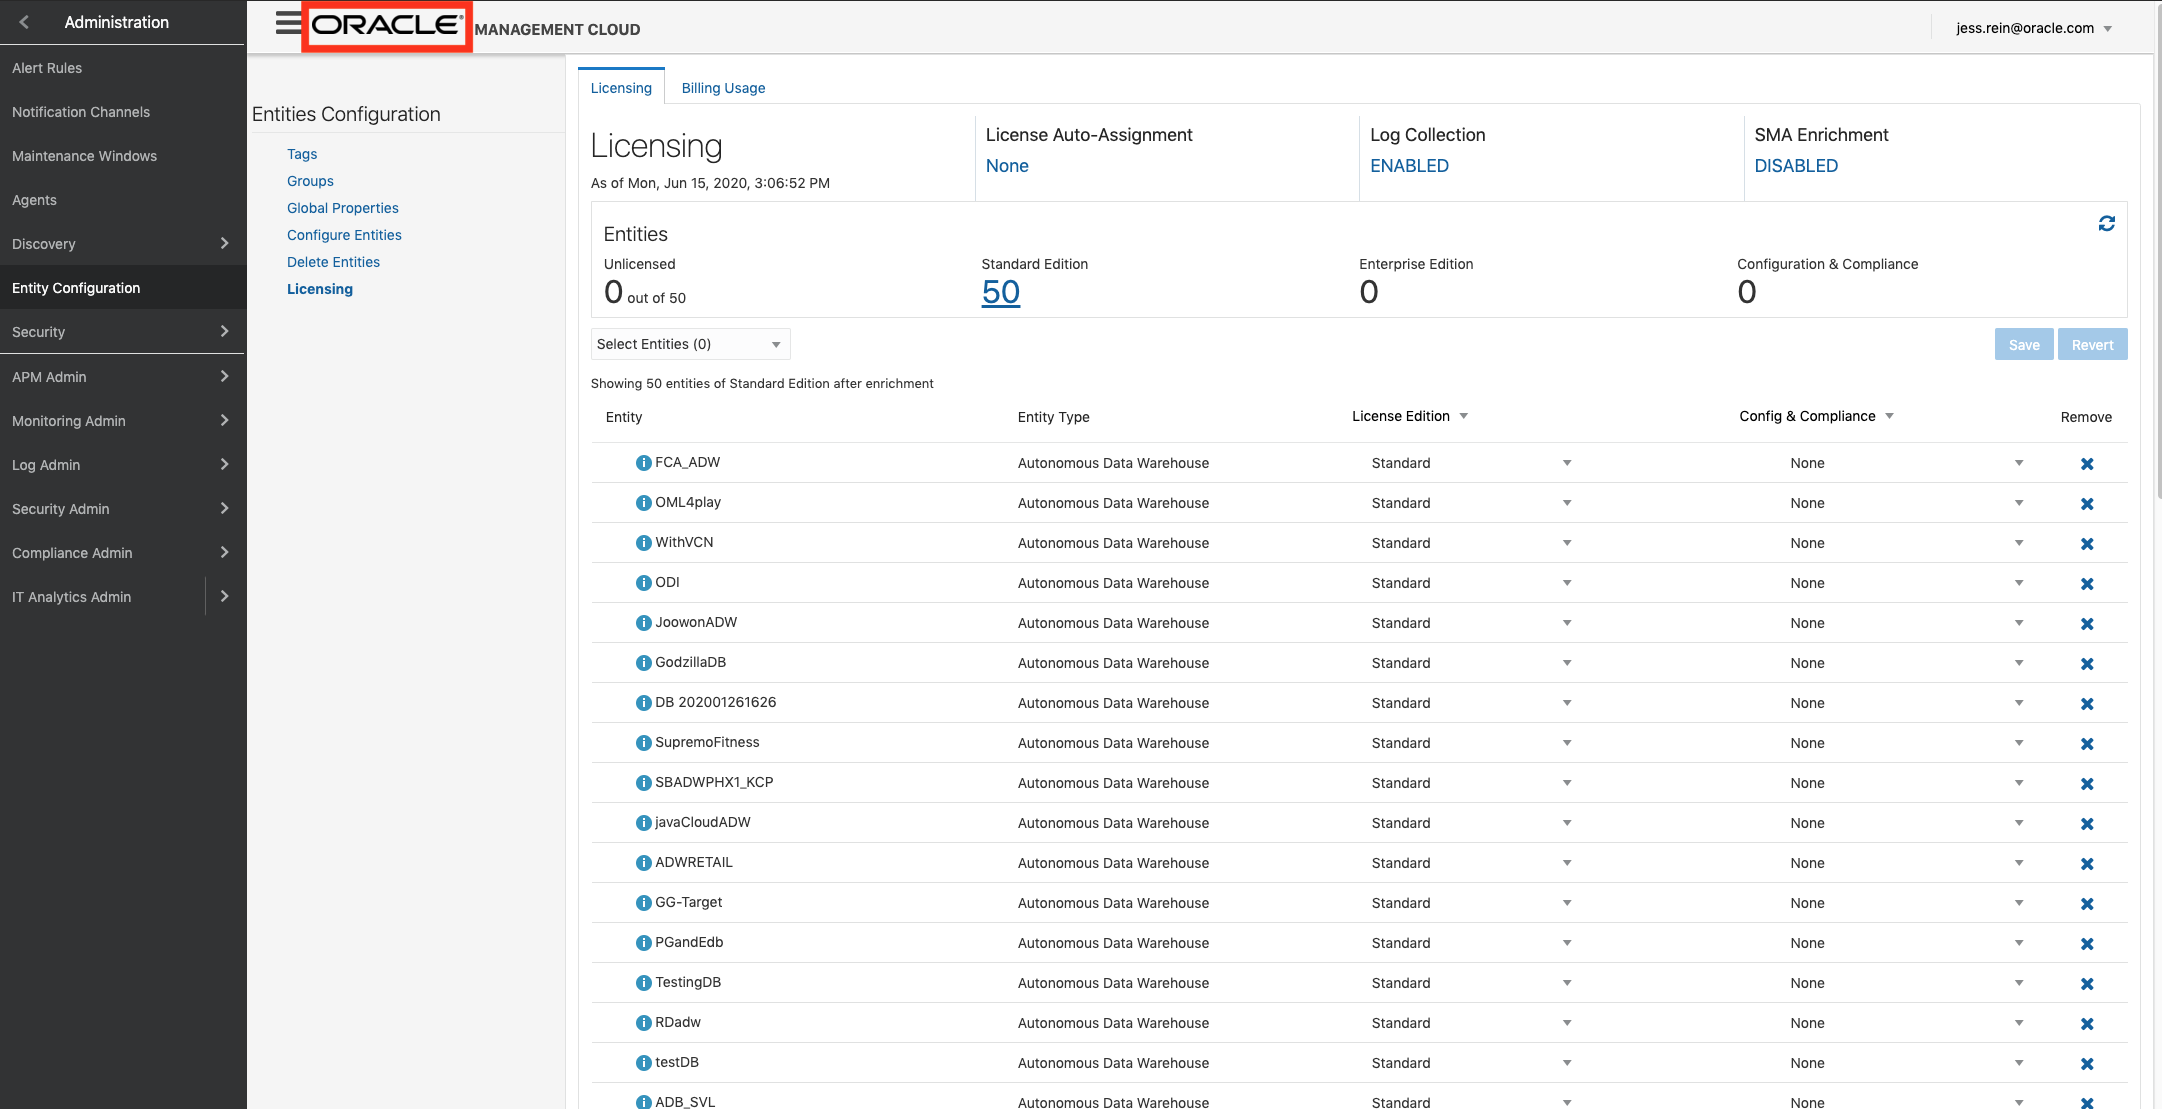 Administration
Alert Rules
Notification Channels
Maintenance Windows
Agents
Discovery
Entity Configuration
Security
APM Admin
Monitoring Admin
Log Admin
Security Admin
Compliance Admin
IT Analytics Admin
ORACLE® MANAGEMENT CLOUD
jess.rein@oracle.com
Entities Configuration
Tags
Groups
Global Properties
Configure Entities
Delete Entities
Licensing
Licensing Billing Usage
Licensing
As of Mon, Jun 15, 2020, 3:06:52 PM
License Auto-Assignment
None
Log Collection
ENABLED
SMA Enrichment
DISABLED
Entities
Unlicensed
0 out of 50
Standard Edition
50
Enterprise Edition
0
Configuration & Compliance
0
Select Entities (0)
Save Revert
Showing 50 entities of Standard Edition after enrichment
Entity Entity Type License Edition Config & Compliance Remove
FCA_ADW Autonomous Data Warehouse Standard None
OML4play Autonomous Data Warehouse Standard None
WithVCN Autonomous Data Warehouse Standard None
ODI Autonomous Data Warehouse Standard None
JoowonADW Autonomous Data Warehouse Standard None
GodzillaDB Autonomous Data Warehouse Standard None
DB 202001261626 Autonomous Data Warehouse Standard None
SupremoFitness Autonomous Data Warehouse Standard None
SBADWPHX1_KCP Autonomous Data Warehouse Standard None
javaCloudADW Autonomous Data Warehouse Standard None
ADWRETAIL Autonomous Data Warehouse Standard None
GG-Target Autonomous Data Warehouse Standard None
PGandEdb Autonomous Data Warehouse Standard None
TestingDB Autonomous Data Warehouse Standard None
RDadw Autonomous Data Warehouse Standard None
testDB Autonomous Data Warehouse Standard None
ADB_SVL Autonomous Data Warehouse Standard None